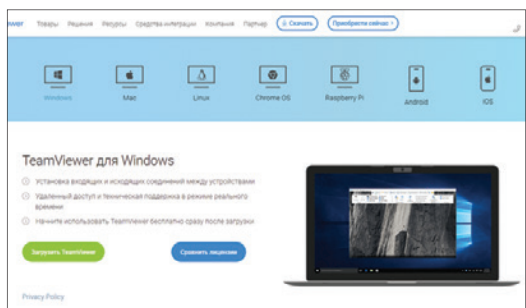 wer Товары Решения Ресурсы Средства интеграции Компания Партнер Скачать Приобрести сейчас >
Windows Mac Linux Chrome OS Raspberry Pi Android iOS
TeamViewer для Windows
Установка входящих и исходящих соединений между устройствами
Удаленный доступ и техническая поддержка в режиме реального
времени
Начните использовать TeamViewer бесплатно сразу после загрузки
Загрузить TeamViewer Сравнить лицензии
Privacy Policy